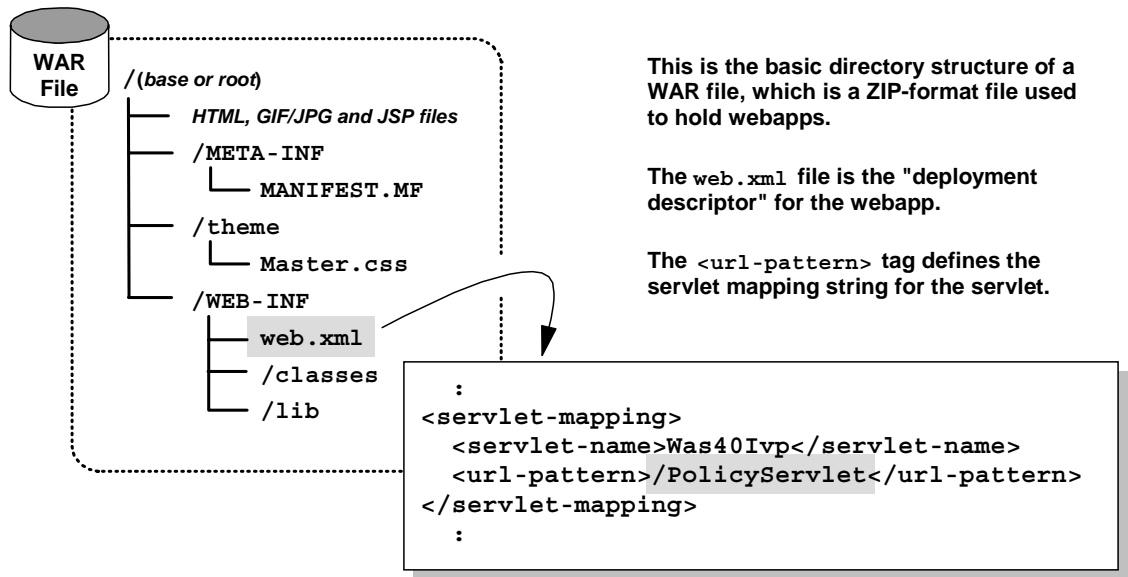 WAR
File
/(base or root)
HTML, GIF/JPG and JSP files
/META-INF
MANIFEST.MF
/theme
Master.css
/WEB-INF
web.xml
/classes
/lib
This is the basic directory structure of a
WAR file, which is a ZIP-format file used
to hold webapps.
The web.xml file is the "deployment
descriptor" for the webapp.
The <url-pattern> tag defines the
servlet mapping string for the servlet.
:
<servlet-mapping>
<servlet-name>Was40Ivp</servlet-name>
<url-pattern>/PolicyServlet</url-pattern>
</servlet-mapping>
: